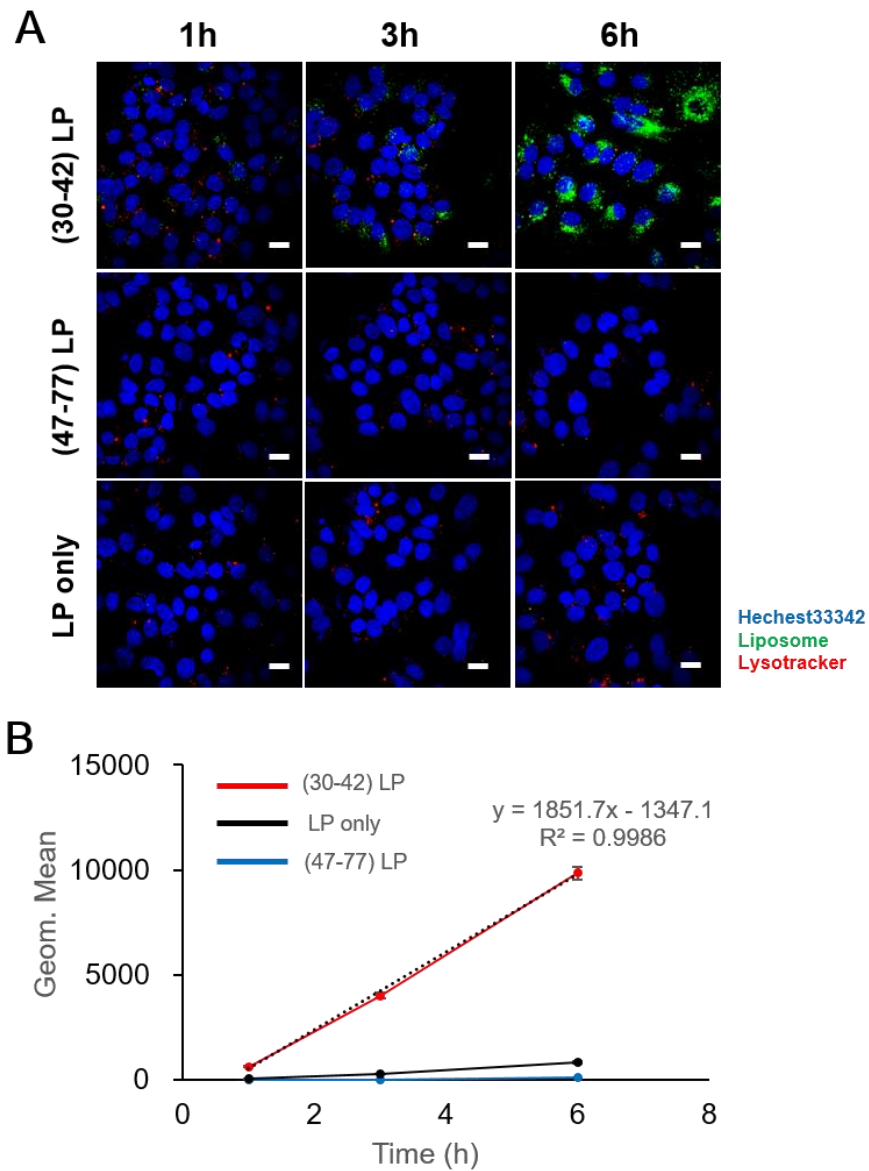 A
1h 3h 6h
(30-42) LP
(47-77) LP
LP only
Hechest33342
Liposome
Lysotracker
B
15000
10000
5000
0
Geom. Mean
(30-42) LP
LP only
(47-77) LP
y = 1851.7x - 1347.1
R² = 0.9986
0 2 4 6 8
Time (h)